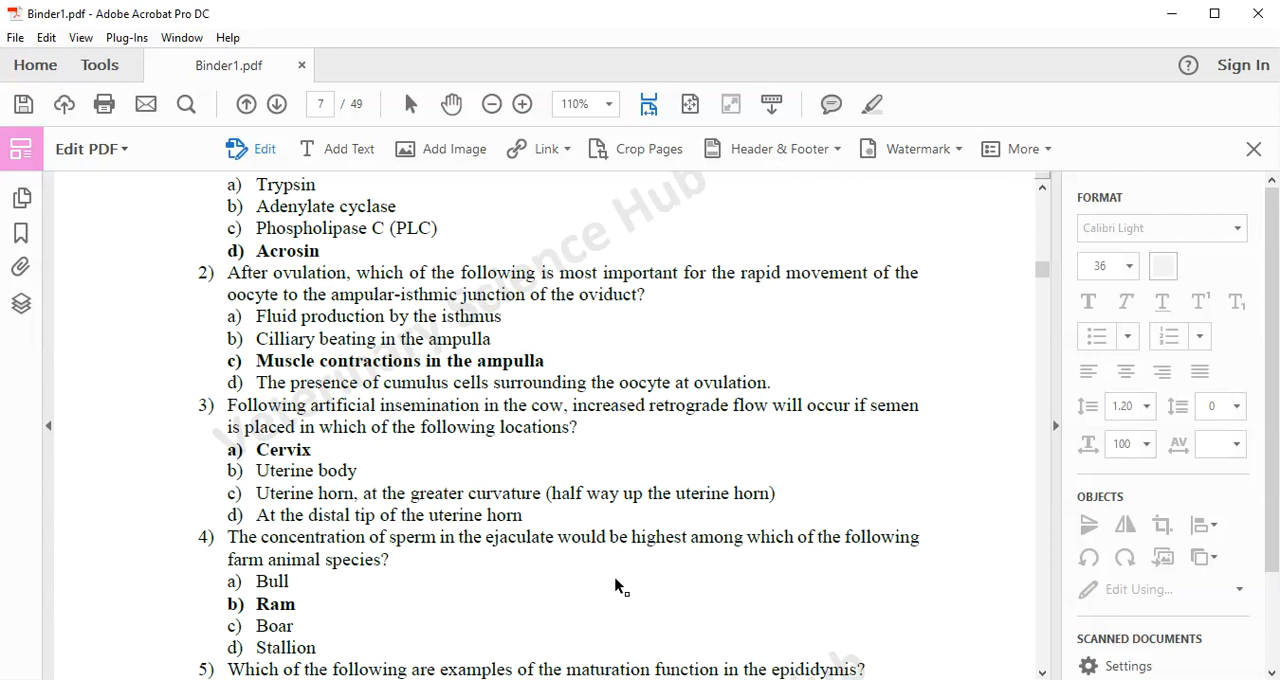 Binder1.pdf - Adobe Acrobat Pro DC
File Edit View Plug-Ins Window Help
Home Tools Binder1.pdf × Sign In
7 / 49 110%
Edit PDF Edit Add Text Add Image Link Crop Pages Header & Footer Watermark More
a) Trypsin
b) Adenylate cyclase
c) Phospholipase C (PLC)
d) Acrosin
2) After ovulation, which of the following is most important for the rapid movement of the
oocyte to the ampular-isthmic junction of the oviduct?
a) Fluid production by the isthmus
b) Cilliary beating in the ampulla
c) Muscle contractions in the ampulla
d) The presence of cumulus cells surrounding the oocyte at ovulation.
3) Following artificial insemination in the cow, increased retrograde flow will occur if semen
is placed in which of the following locations?
a) Cervix
b) Uterine body
c) Uterine horn, at the greater curvature (half way up the uterine horn)
d) At the distal tip of the uterine horn
4) The concentration of sperm in the ejaculate would be highest among which of the following
farm animal species?
a) Bull
b) Ram
c) Boar
d) Stallion
5) Which of the following are examples of the maturation function in the epididymis?
Veterinary Science Hub
FORMAT
Calibri Light
36
1.20 0
100 AV
OBJECTS
Edit Using...
SCANNED DOCUMENTS
Settings